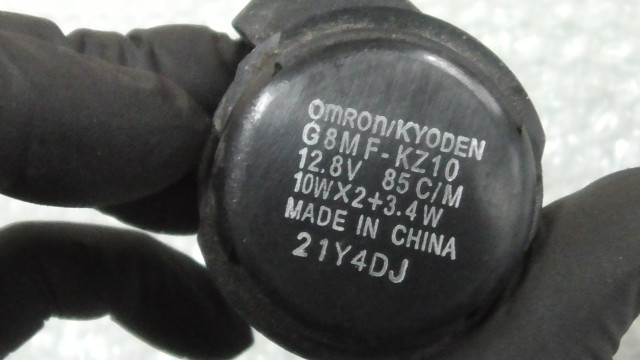 OMRON/KYODEN
G8MF-KZ10
12.8V 85C/M
10WX2+3.4W
MADE IN CHINA
21Y4DJ